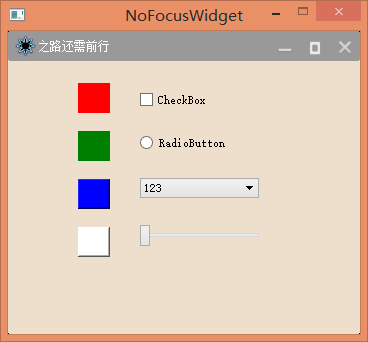 NoFocusWidget
之路还需前行
CheckBox
RadioButton
123